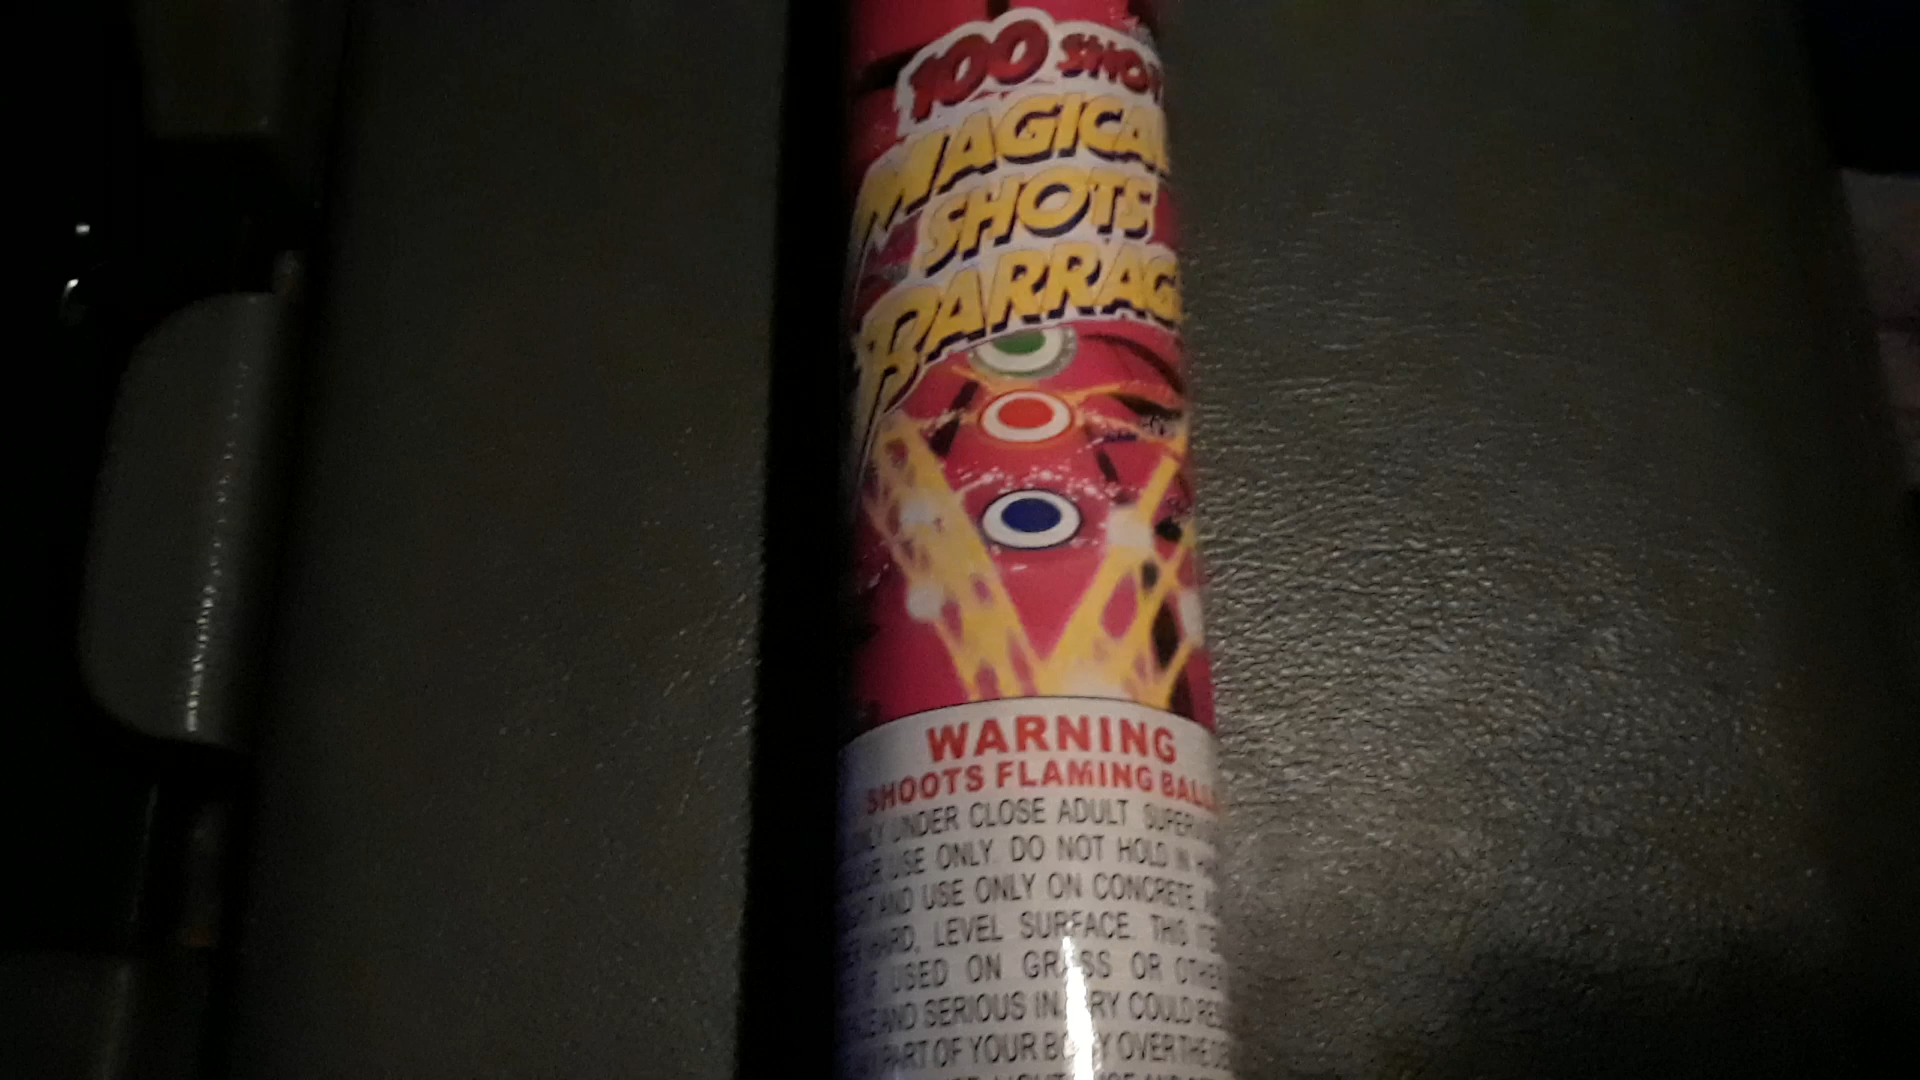 100 SHOT
MAGICAL
SHOTS
BARRAGE
WARNING
SHOOTS FLAMING BALL
UNDER CLOSE ADULT
USE ONLY. DO NOT HOLD IN
AND USE ONLY ON CONCRETE
HARD, LEVEL SURFACE. THIS
USED ON GRASS OR
AND SERIOUS INJURY COULD
PART OF YOUR BODY OVER THE